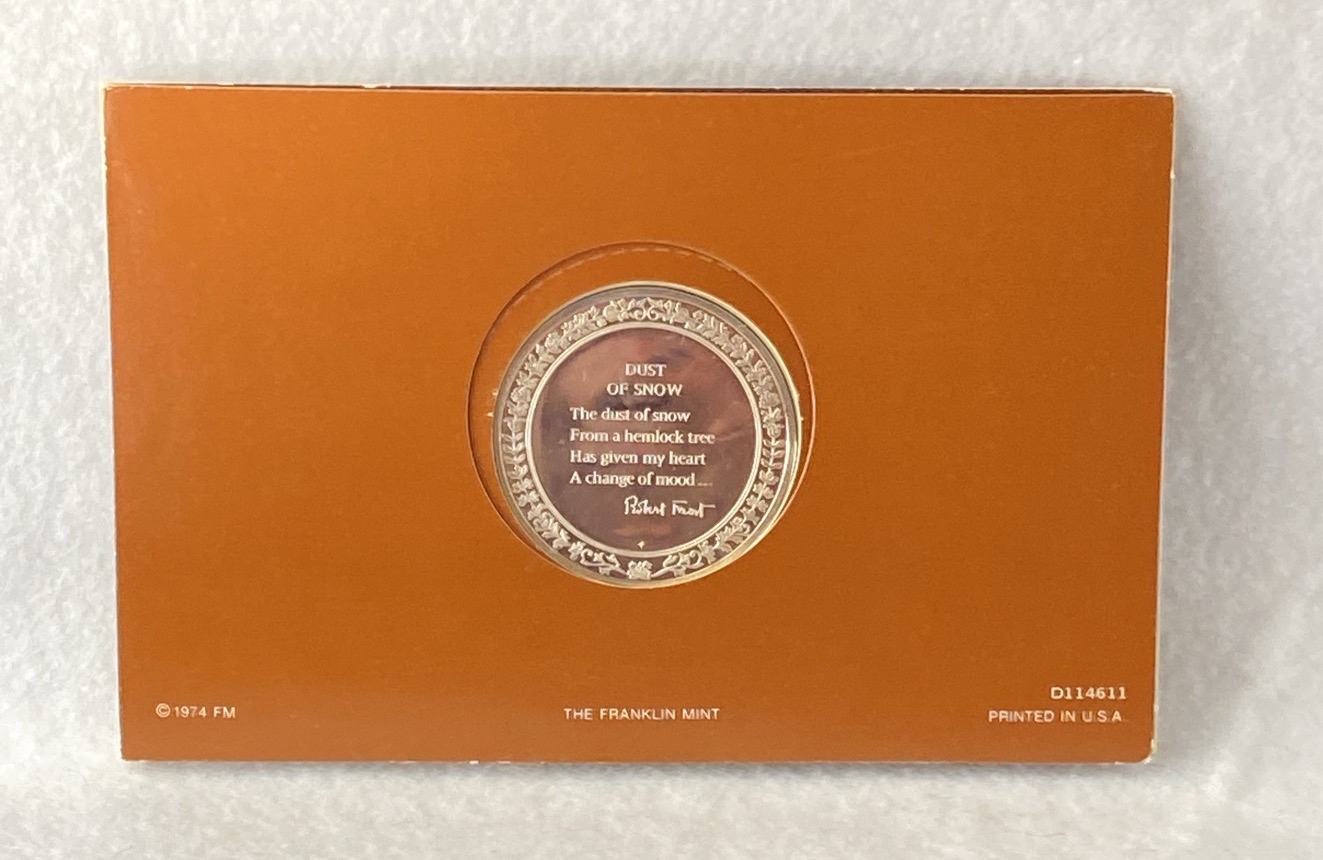 DUST
OF SNOW
The dust of snow
From a hemlock tree
Has given my heart
A change of mood ...
Robert Frost
©1974 FM
THE FRANKLIN MINT
D114611
PRINTED IN U.S.A.